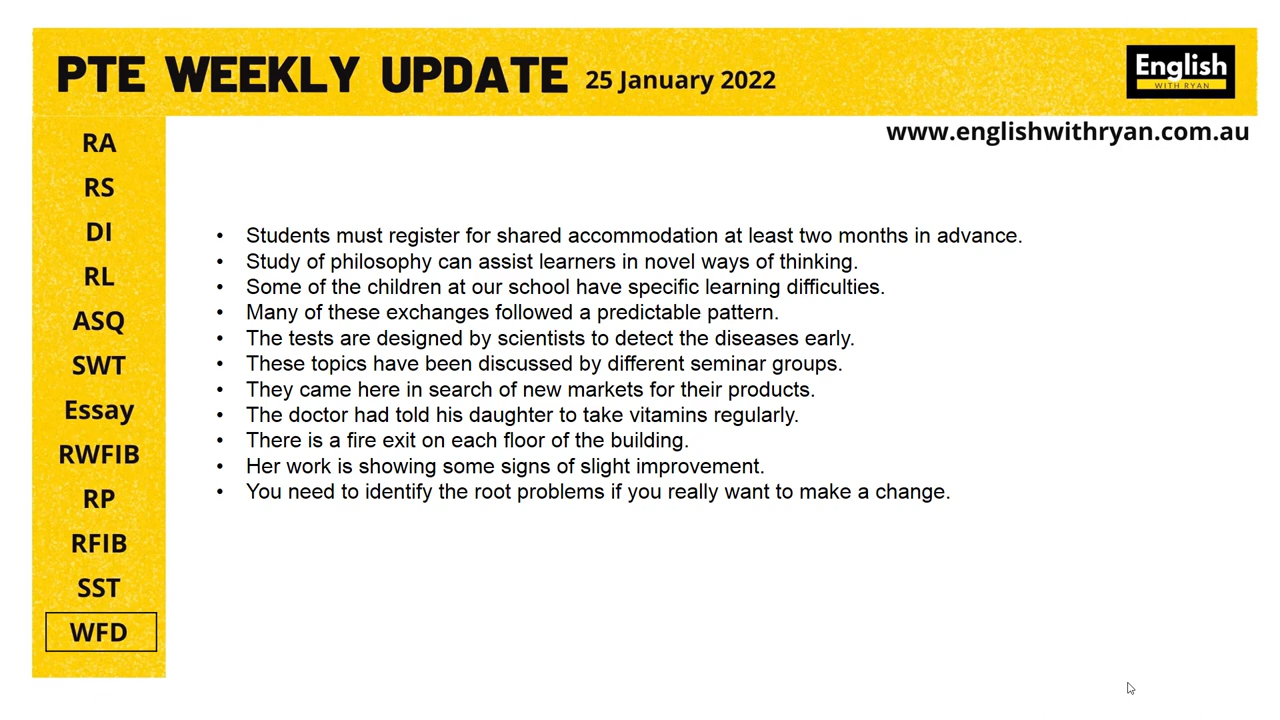 PTE WEEKLY UPDATE 25 January 2022
English
WITH RYAN
www.englishwithryan.com.au
RA
RS
DI
RL
ASQ
SWT
Essay
RWFIB
RP
RFIB
SST
WFD
• Students must register for shared accommodation at least two months in advance.
• Study of philosophy can assist learners in novel ways of thinking.
• Some of the children at our school have specific learning difficulties.
• Many of these exchanges followed a predictable pattern.
• The tests are designed by scientists to detect the diseases early.
• These topics have been discussed by different seminar groups.
• They came here in search of new markets for their products.
• The doctor had told his daughter to take vitamins regularly.
• There is a fire exit on each floor of the building.
• Her work is showing some signs of slight improvement.
• You need to identify the root problems if you really want to make a change.